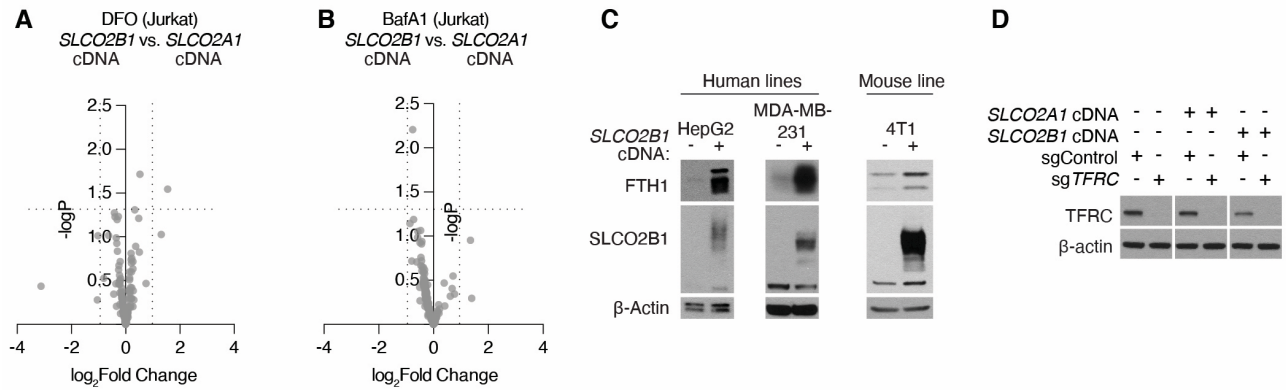 A
DFO (Jurkat)
SLCO2B1 vs. SLCO2A1
cDNA cDNA
2.5
2.0
1.5
-logP
1.0
0.5
-4 -2 0 2 4
log2Fold Change
B
BafA1 (Jurkat)
SLCO2B1 vs. SLCO2A1
cDNA cDNA
2.5
2.0
1.5
-logP
1.0
0.5
-4 -2 0 2 4
log2Fold Change
C
Human lines Mouse line
HepG2 MDA-MB-
231 4T1
SLCO2B1
cDNA: - + - + - +
FTH1
SLCO2B1
β-Actin
D
SLCO2A1 cDNA - - + + - -
SLCO2B1 cDNA - - - - + +
sgControl + - + - + -
sgTFRC - + - + - +
TFRC
β-actin